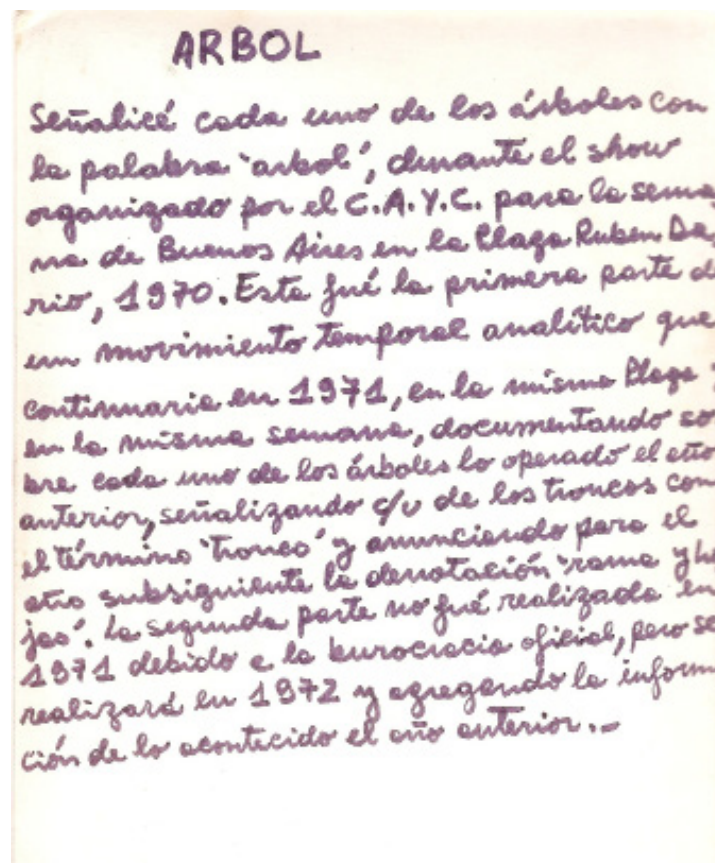 ARBOL
Señalicé cada uno de los árboles con
la palabra "arbol", durante el show
organizado por el C.A.Y.C. para la sema
na de Buenos Aires en la Plaza Ruben Da
rio, 1970. Esta fué la primera parte d
un movimiento temporal analítico que
continuaria en 1971, en la misma Plaza
en la misma semana, documentando so
bre cada uno de los árboles lo operado el año
anterior, señalizando c/u de los troncos con
el término "tronco" y anunciando para el
año subsiguiente la denotación "rama y h
jas". La segunda parte no fué realizada en
1971 debido a la burocracia oficial, pero se
realizará en 1972 y agregando la inform
ción de lo acontecido el año anterior.-